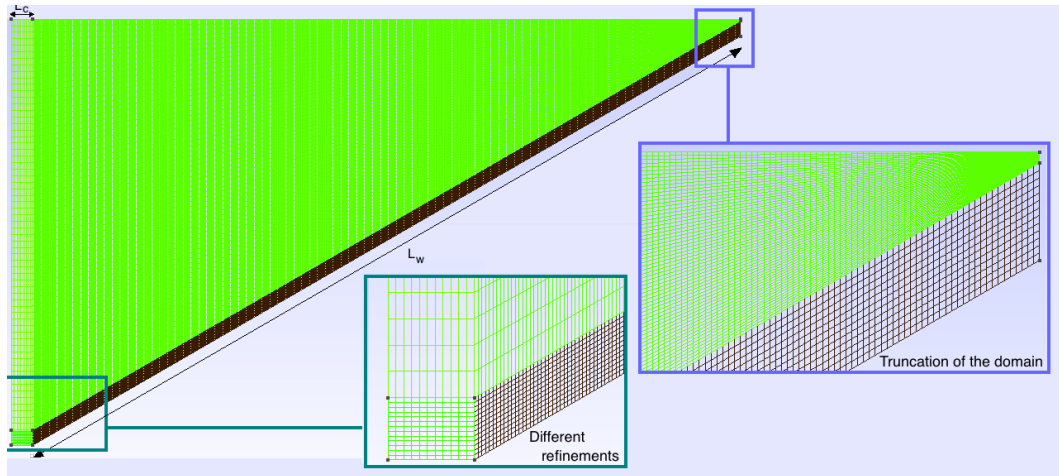 LC
LW
Truncation of the domain
Different
refinements